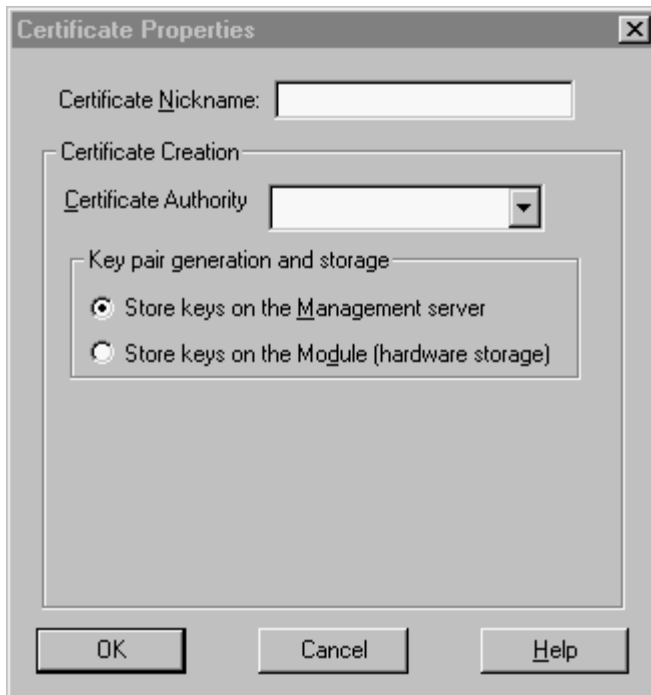 Certificate Properties
Certificate Nickname:
Certificate Creation
Certificate Authority
Key pair generation and storage
Store keys on the Management server
Store keys on the Module (hardware storage)
OK Cancel Help